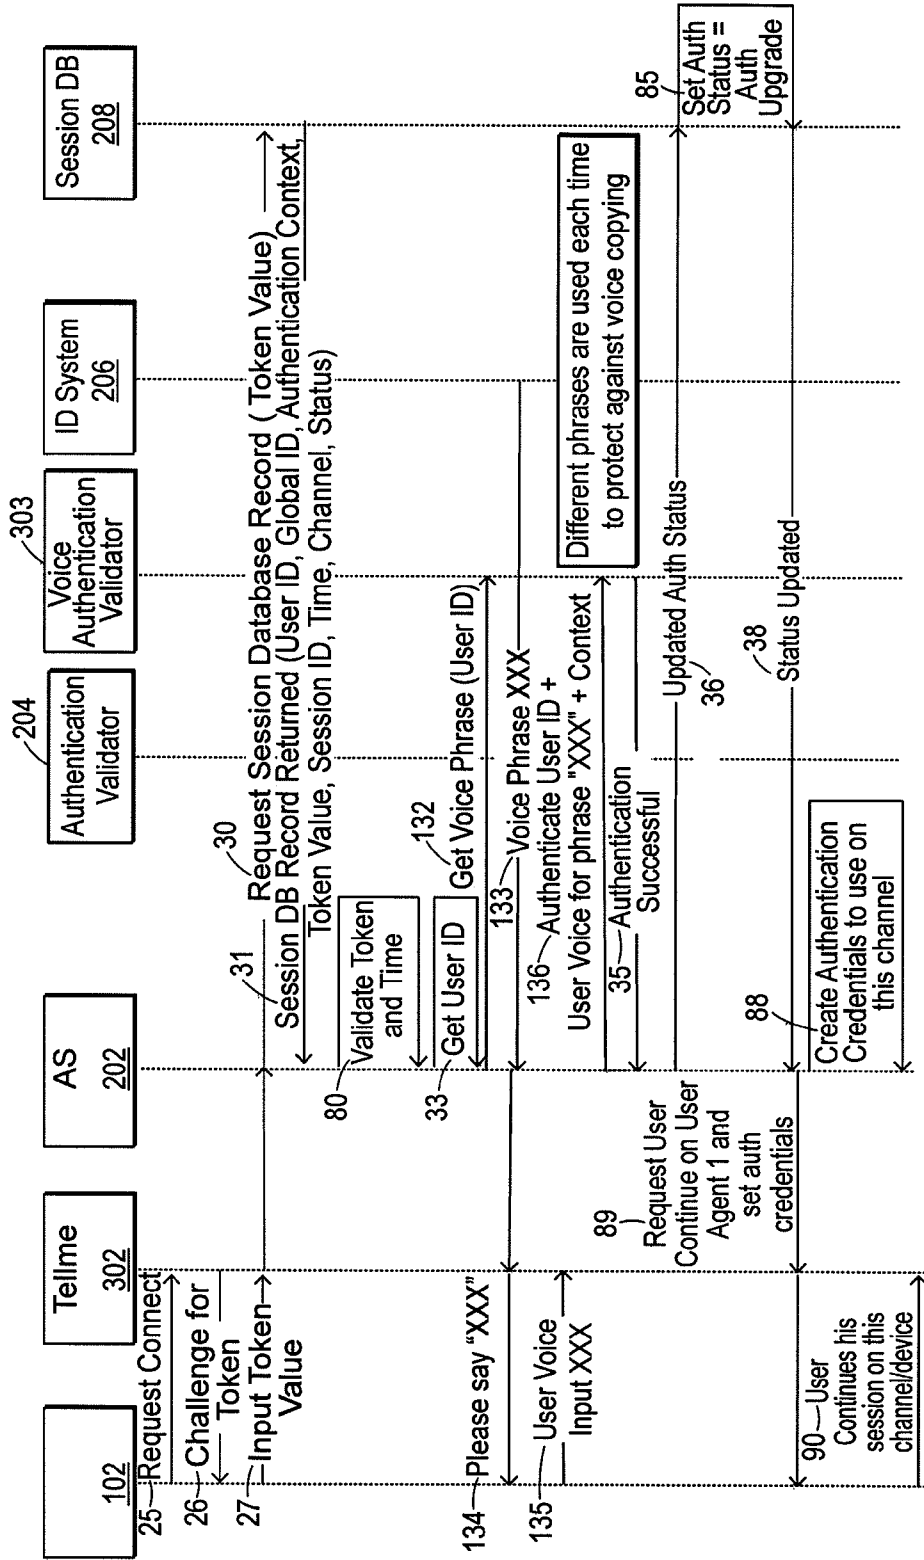 102
Tellme
302
AS
202
204
Authentication
Validator
303
Voice
Authentication
Validator
ID System
206
Session DB
208
25
Request Connect
26
Challenge for
Token
27
Input Token
Value
30
Request Session Database Record ( Token Value)
31
Session DB Record Returned (User ID, Global ID, Authentication Context,
Token Value, Session ID, Time, Channel, Status)
80
Validate Token
and Time
33
Get User ID
132
Get Voice Phrase (User ID)
133
Voice Phrase XXX
134
Please say “XXX”
135
User Voice
Input XXX
136
Authenticate User ID +
User Voice for phrase "XXX" + Context
Different phrases are used each time
to protect against voice copying
35
Authentication
Successful
Updated Auth Status
36
85
Set Auth
Status =
Auth
Upgrade
38
Status Updated
89
Request User
Continue on User
Agent 1 and
set auth
credentials
88
Create Authentication
Credentials to use on
this channel
90
User
Continues his
session on this
channel/device